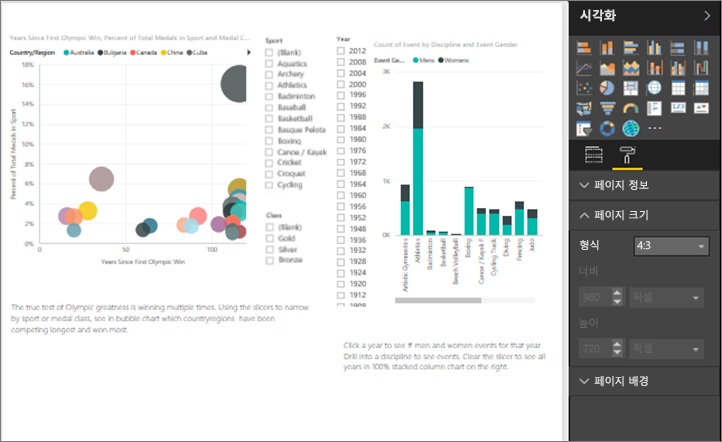 Years Since First Olympic Win, Percent of Total Medals in Sport and Medal C...
Country/Region Australia Bulgaria Canada China Cuba
18%
16%
14%
12%
10%
8%
6%
4%
2%
0%
Percent of Total Medals in Sport
0 50 100
Years Since First Olympic Win
Sport
(Blank)
Aquatics
Archery
Athletics
Badminton
Baseball
Basketball
Basque Pelota
Boxing
Canoe / Kayak
Cricket
Croquet
Cycling
Class
(Blank)
Gold
Silver
Bronze
Year
2012
2008
2004
2000
1996
1992
1988
1984
1980
1976
1972
1968
1964
1960
1956
1952
1948
1936
1932
1928
1924
1920
1912
1908
Count of Event by Discipline and Event Gender
Event Ge... Mens Womens
3K
2K
1K
0K
Artistic Gymnastics
Athletics
Badminton
Basketball
Beach Volleyball
Boxing
Canoe / Kayak F
Cycling Track
Diving
Fencing
Judo
The true test of Olympic greatness is winning multiple times. Using the slicers to narrow
by sport or medal class, see in bubble chart which countryregions have been
competing longest and won most.
Click a year to see # men and women events for that year.
Drill into a discipline to see events. Clear the slicer to see all
years in 100% stacked column chart on the right.
시각화
페이지 정보
페이지 크기
형식 4:3
너비
960 픽셀
높이
720 픽셀
페이지 배경